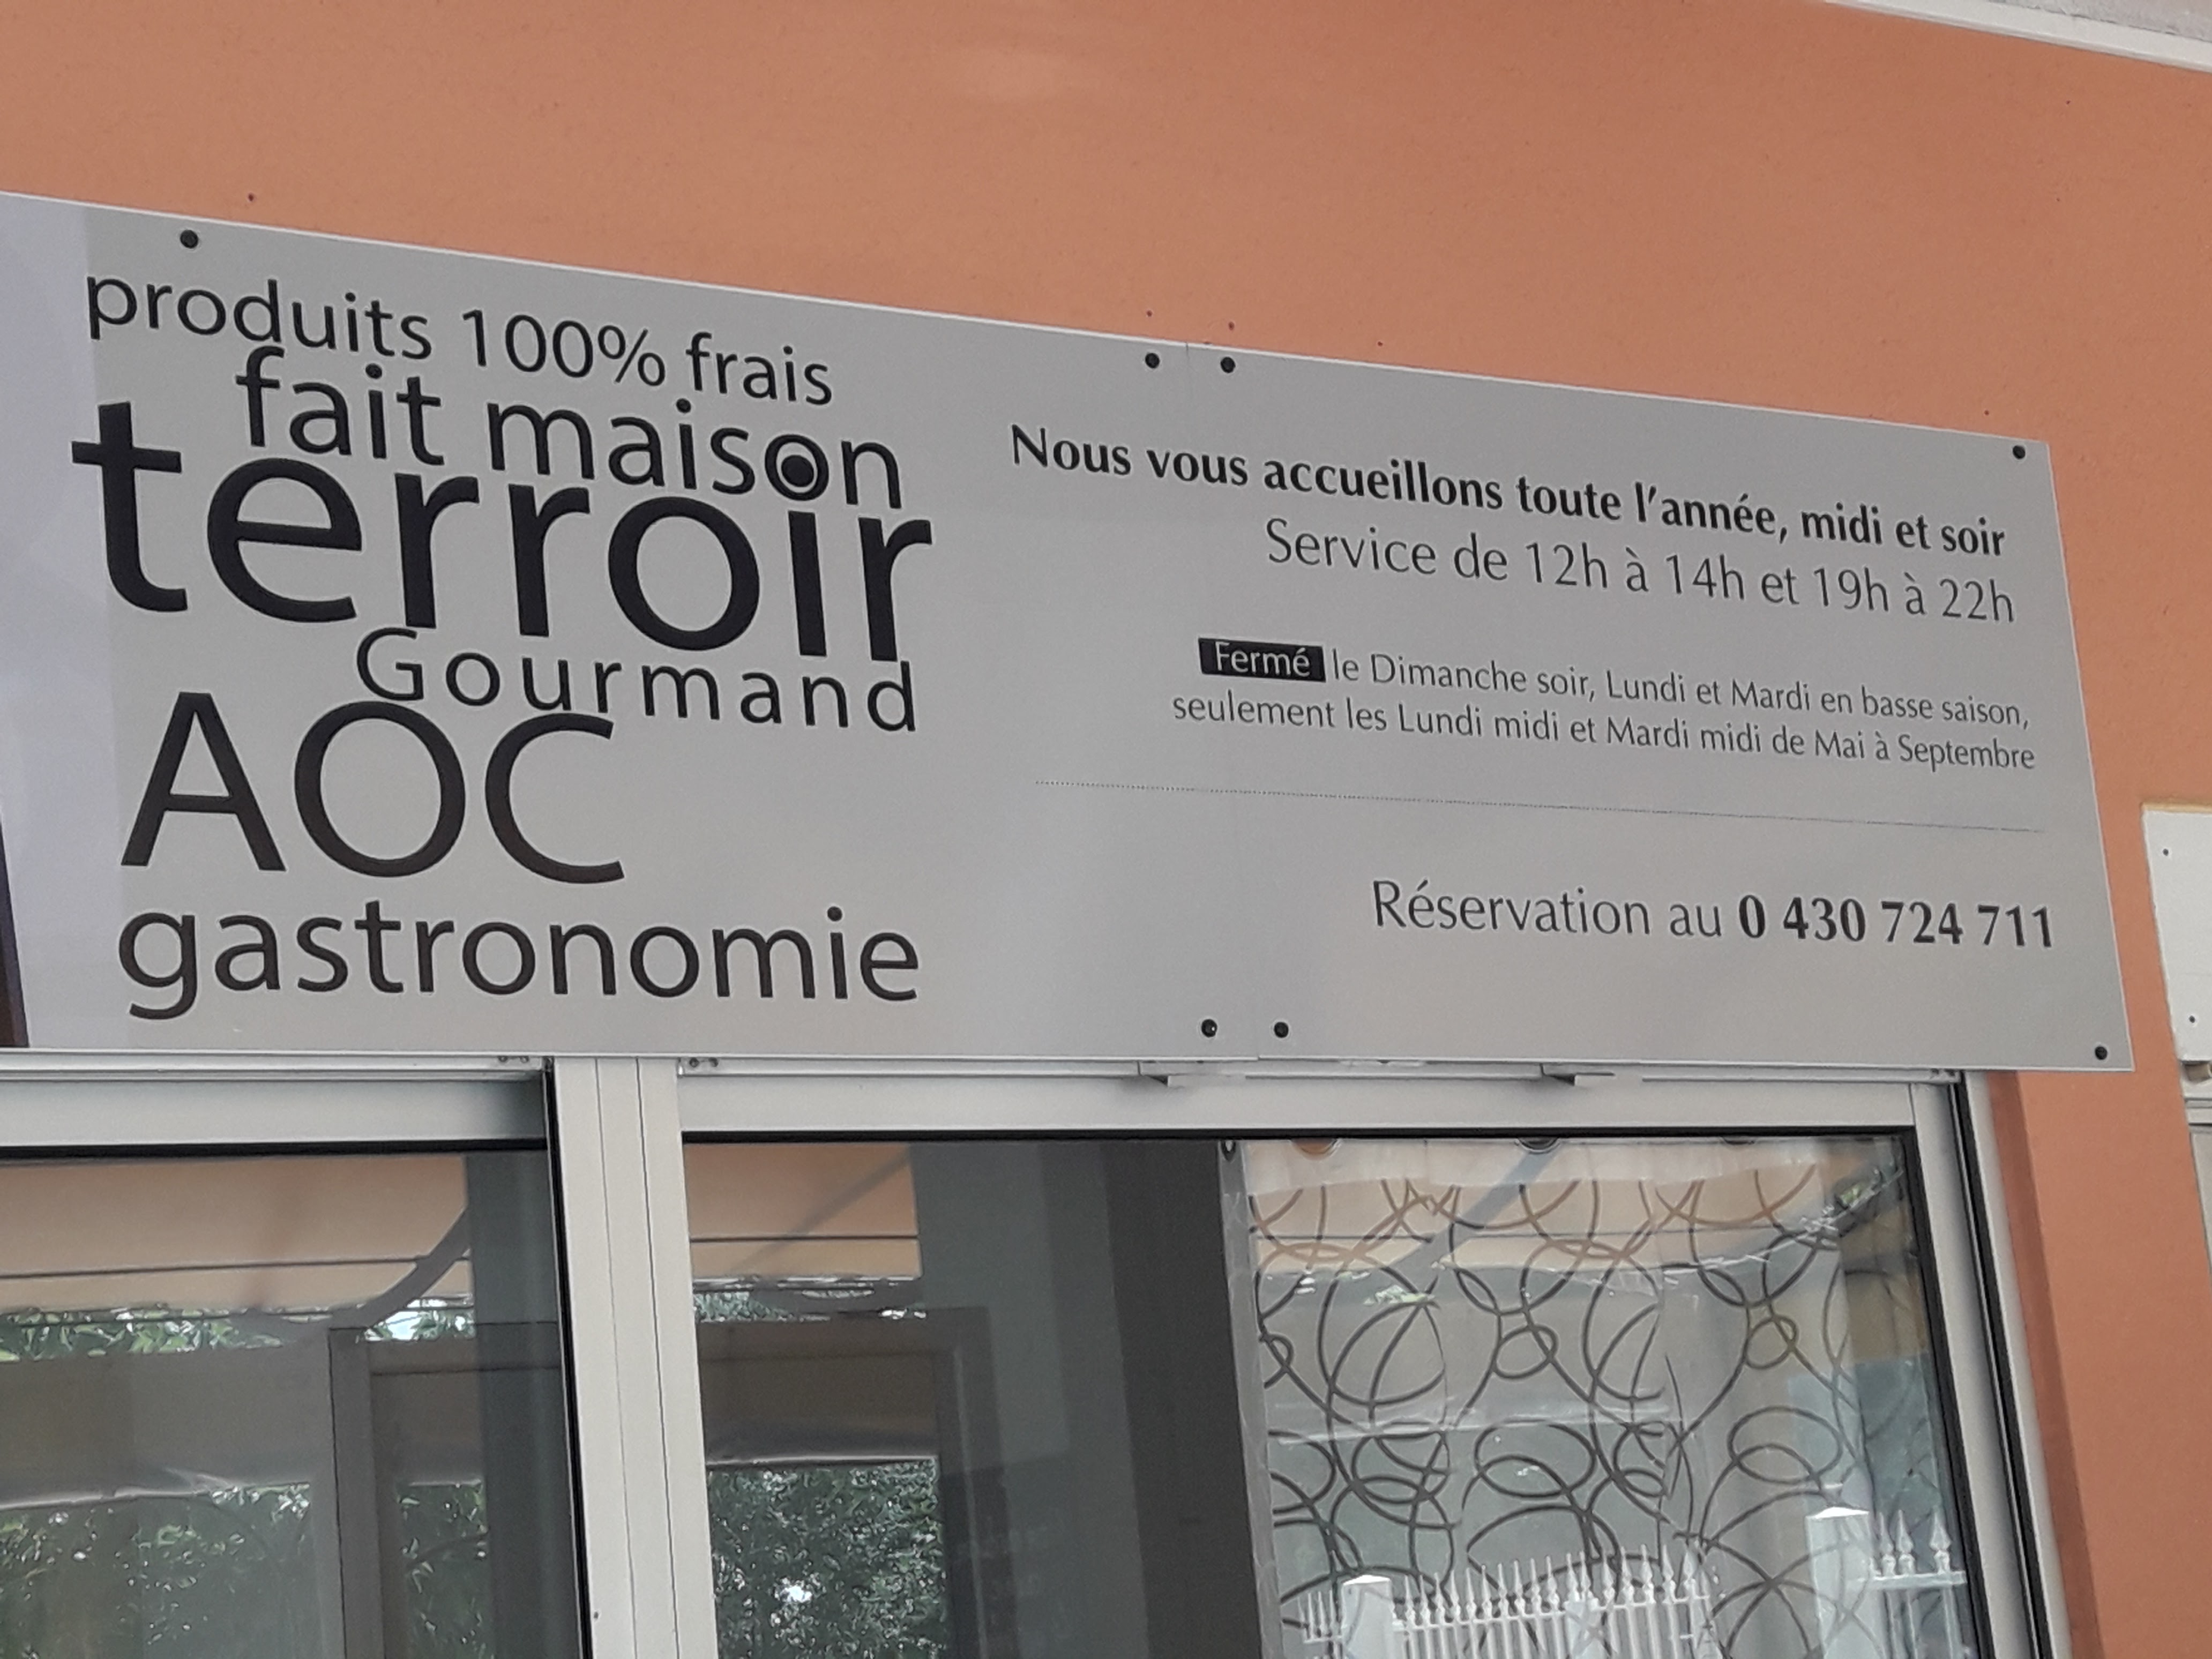 produits 100% frais
fait maison
terroir
Gourmand
AOC
gastronomie
Nous vous accueillons toute l'année, midi et soir
Service de 12h à 14h et 19h à 22h
Fermé le Dimanche soir, Lundi et Mardi en basse saison,
seulement les Lundi midi et Mardi midi de Mai à Septembre
Réservation au 0 430 724 711